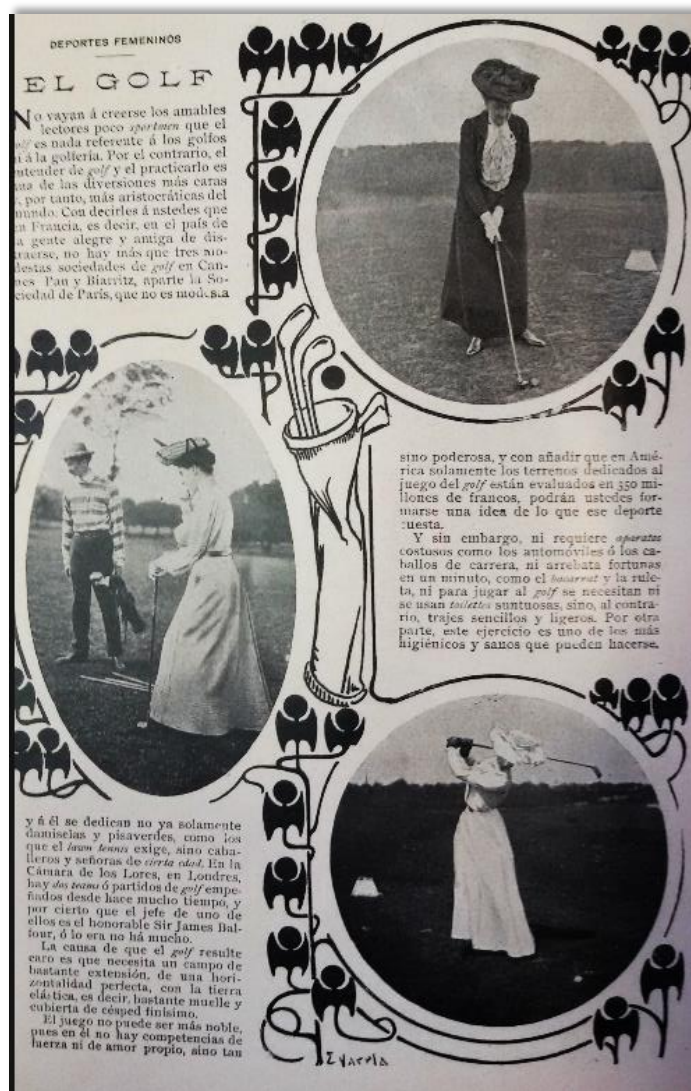 DEPORTES FEMENINOS
EL GOLF
No vayan á creerse los amables
lectores poco sportmen que el
golf es nada referente á los golfos
ni á la golfería. Por el contrario, el
entender de golf y el practicarlo es
una de las diversiones más caras
y, por tanto, más aristocráticas del
mundo. Con decirles á ustedes que
en Francia, es decir, en el país de
la gente alegre y amiga de dis-
traerse, no hay más que tres mo-
destas sociedades de golf en Can-
nes Pau y Biarritz, aparte la So-
ciedad de París, que no es modesta
sino poderosa, y con añadir que en Amé-
rica solamente los terrenos dedicados al
juego del golf están evaluados en 350 mi-
llones de francos, podrán ustedes for-
marse una idea de lo que ese deporte
cuesta.
Y sin embargo, ni requiere aparatos
costosos como los automóviles ó los ca-
ballos de carrera, ni arrebata fortunas
en un minuto, como el baccarrat y la rule-
ta, ni para jugar al golf se necesitan ni
se usan toilettes suntuosas, sino, al contra-
rio, trajes sencillos y ligeros. Por otra
parte, este ejercicio es uno de los más
higiénicos y sanos que pueden hacerse,
y á él se dedican no ya solamente
damiselas y pisaverdes, como los
que el lawn tennis exige, sino caba-
lleros y señoras de cierta edad. En la
Cámara de los Lores, en Londres,
hay dos teams ó partidos de golf empe-
ñados desde hace mucho tiempo, y
por cierto que el jefe de uno de
ellos es el honorable Sir James Bal-
four, ó lo era no há mucho.
La causa de que el golf resulte
caro es que necesita un campo de
bastante extensión, de una hori-
zontalidad perfecta, con la tierra
elástica, es decir, bastante muelle y
cubierta de césped finísimo.
El juego no puede ser más noble,
pues en él no hay competencias de
fuerza ni de amor propio, sino tan